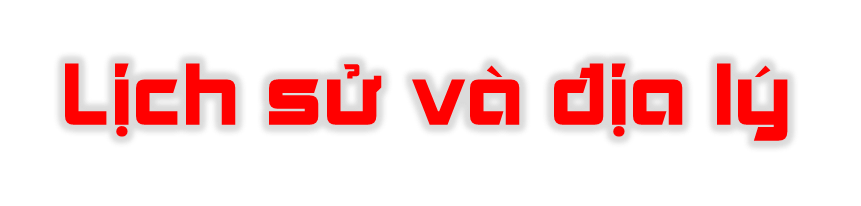 Lịch sử và địa lý